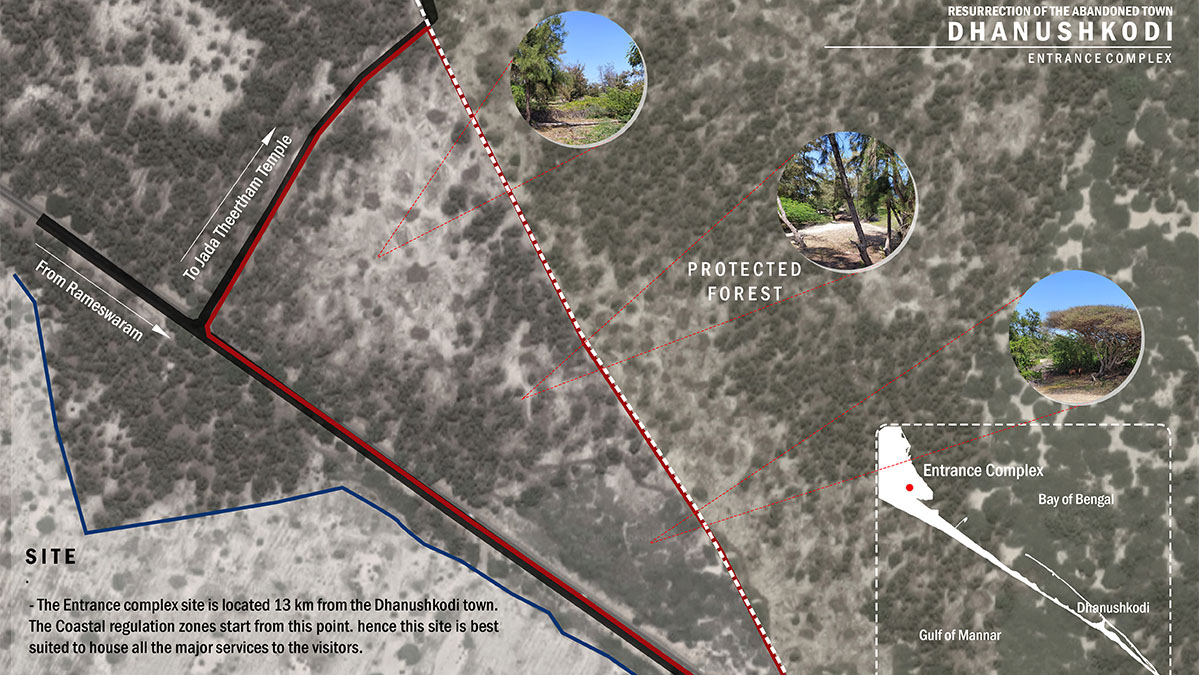 RESURRECTION OF THE ABANDONED TOWN
DHANUSHKODI
ENTRANCE COMPLEX
To Jada Theertham Temple
From Rameswaram
PROTECTED
FOREST
Entrance Complex
Bay of Bengal
Dhanushkodi
Gulf of Mannar
SITE
.
- The Entrance complex site is located 13 km from the Dhanushkodi town.
The Coastal regulation zones start from this point. hence this site is best
suited to house all the major services to the visitors.